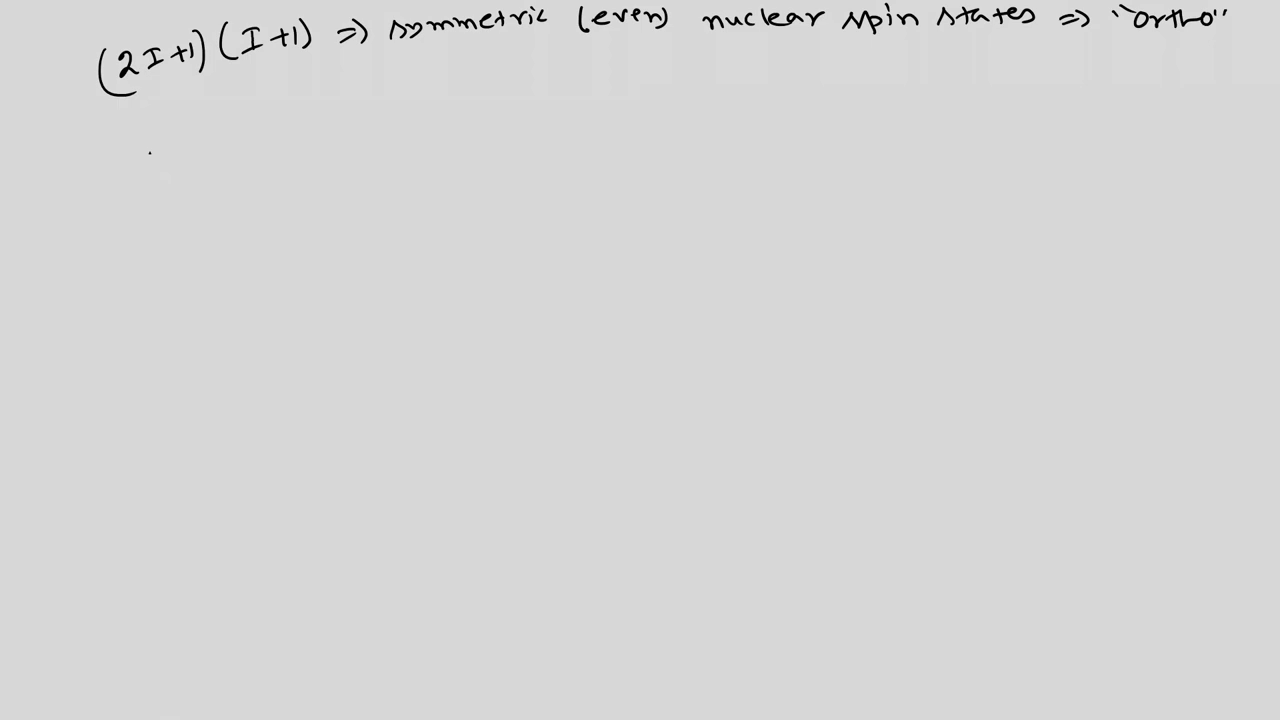 (2I+1)(I+1) => symmetric (even) nuclear spin states => "ortho"